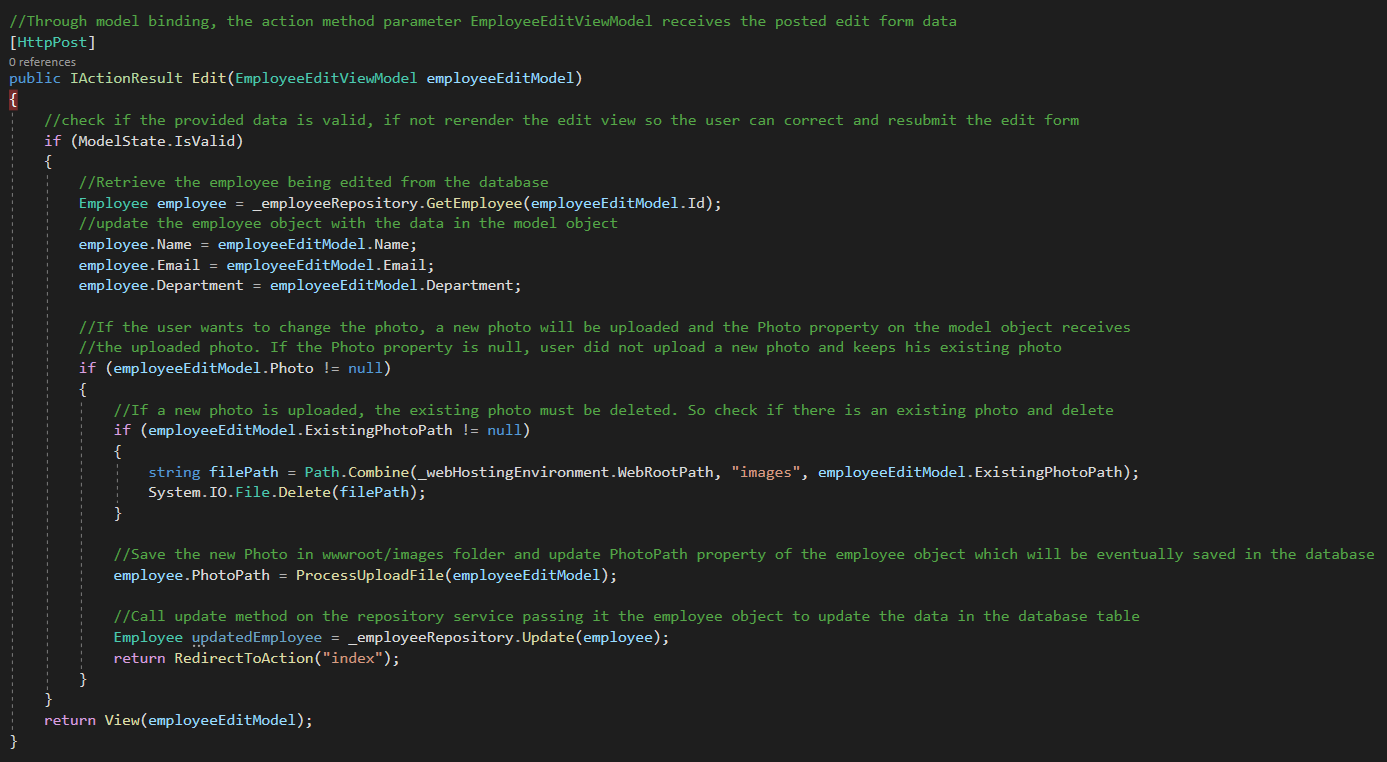 //Through model binding, the action method parameter EmployeeEditViewModel receives the posted edit form data
[HttpPost]
0 references
public IActionResult Edit(EmployeeEditViewModel employeeEditModel)
{
    //check if the provided data is valid, if not rerender the edit view so the user can correct and resubmit the edit form
    if (ModelState.IsValid)
    {
        //Retrieve the employee being edited from the database
        Employee employee = _employeeRepository.GetEmployee(employeeEditModel.Id);
        //update the employee object with the data in the model object
        employee.Name = employeeEditModel.Name;
        employee.Email = employeeEditModel.Email;
        employee.Department = employeeEditModel.Department;

        //If the user wants to change the photo, a new photo will be uploaded and the Photo property on the model object receives
        //the uploaded photo. If the Photo property is null, user did not upload a new photo and keeps his existing photo
        if (employeeEditModel.Photo != null)
        {
            //If a new photo is uploaded, the existing photo must be deleted. So check if there is an existing photo and delete
            if (employeeEditModel.ExistingPhotoPath != null)
            {
                string filePath = Path.Combine(_webHostingEnvironment.WebRootPath, "images", employeeEditModel.ExistingPhotoPath);
                System.IO.File.Delete(filePath);
            }

            //Save the new Photo in wwwroot/images folder and update PhotoPath property of the employee object which will be eventually saved in the database
            employee.PhotoPath = ProcessUploadFile(employeeEditModel);

            //Call update method on the repository service passing it the employee object to update the data in the database table
            Employee updatedEmployee = _employeeRepository.Update(employee);
            return RedirectToAction("index");
        }
    }
    return View(employeeEditModel);
}